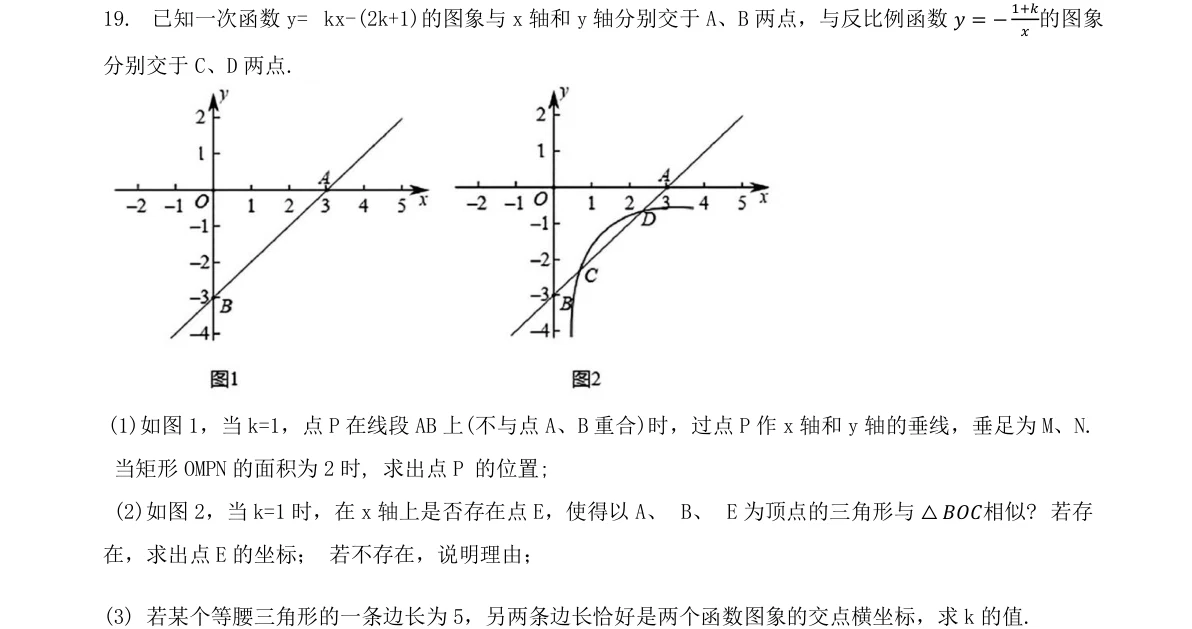 19. 已知一次函数 y= kx-(2k+1)的图象与 x 轴和 y 轴分别交于 A、B 两点，与反比例函数 $y=-\frac{1+k}{x}$的图象
分别交于 C、D 两点.
y
2
1
A
-2 -1 O 1 2 3 4 5 x
-1
-2
-3
B
-4
图1
y
2
1
A
-2 -1 O 1 2 3 4 5 x
-1
D
-2
C
-3
B
-4
图2
(1)如图 1，当 k=1，点 P 在线段 AB 上(不与点 A、B 重合)时，过点 P 作 x 轴和 y 轴的垂线，垂足为 M、N.
当矩形 OMPN 的面积为 2 时, 求出点 P 的位置;
(2)如图 2，当 k=1 时，在 x 轴上是否存在点 E，使得以 A、 B、 E 为顶点的三角形与 △BOC相似？ 若存
在，求出点 E 的坐标； 若不存在，说明理由；
(3) 若某个等腰三角形的一条边长为 5，另两条边长恰好是两个函数图象的交点横坐标，求 k 的值.